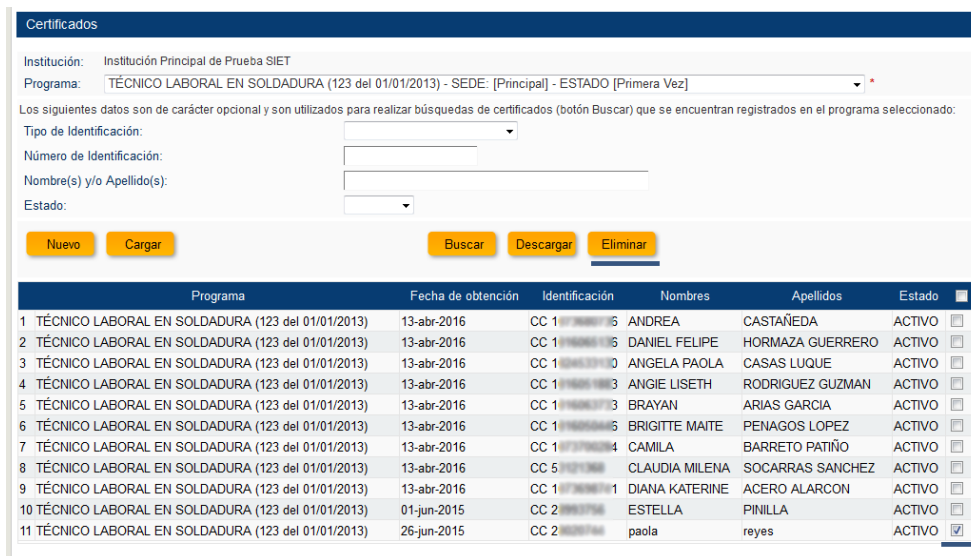 Certificados
Institución: Institución Principal de Prueba SIET
Programa: TÉCNICO LABORAL EN SOLDADURA (123 del 01/01/2013) - SEDE: [Principal] - ESTADO [Primera Vez] *
Los siguientes datos son de carácter opcional y son utilizados para realizar búsquedas de certificados (botón Buscar) que se encuentran registrados en el programa seleccionado:
Tipo de Identificación:
Número de Identificación:
Nombre(s) y/o Apellido(s):
Estado:
Nuevo Cargar Buscar Descargar Eliminar
Programa Fecha de obtención Identificación Nombres Apellidos Estado
1 TÉCNICO LABORAL EN SOLDADURA (123 del 01/01/2013) 13-abr-2016 CC ANDREA CASTAÑEDA ACTIVO
2 TÉCNICO LABORAL EN SOLDADURA (123 del 01/01/2013) 13-abr-2016 CC DANIEL FELIPE HORMAZA GUERRERO ACTIVO
3 TÉCNICO LABORAL EN SOLDADURA (123 del 01/01/2013) 13-abr-2016 CC ANGELA PAOLA CASAS LUQUE ACTIVO
4 TÉCNICO LABORAL EN SOLDADURA (123 del 01/01/2013) 13-abr-2016 CC ANGIE LISETH RODRIGUEZ GUZMAN ACTIVO
5 TÉCNICO LABORAL EN SOLDADURA (123 del 01/01/2013) 13-abr-2016 CC BRAYAN ARIAS GARCIA ACTIVO
6 TÉCNICO LABORAL EN SOLDADURA (123 del 01/01/2013) 13-abr-2016 CC BRIGITTE MAITE PENAGOS LOPEZ ACTIVO
7 TÉCNICO LABORAL EN SOLDADURA (123 del 01/01/2013) 13-abr-2016 CC CAMILA BARRETO PATIÑO ACTIVO
8 TÉCNICO LABORAL EN SOLDADURA (123 del 01/01/2013) 13-abr-2016 CC CLAUDIA MILENA SOCARRAS SANCHEZ ACTIVO
9 TÉCNICO LABORAL EN SOLDADURA (123 del 01/01/2013) 13-abr-2016 CC DIANA KATERINE ACERO ALARCON ACTIVO
10 TÉCNICO LABORAL EN SOLDADURA (123 del 01/01/2013) 01-jun-2015 CC ESTELLA PINILLA ACTIVO
11 TÉCNICO LABORAL EN SOLDADURA (123 del 01/01/2013) 26-jun-2015 CC paola reyes ACTIVO